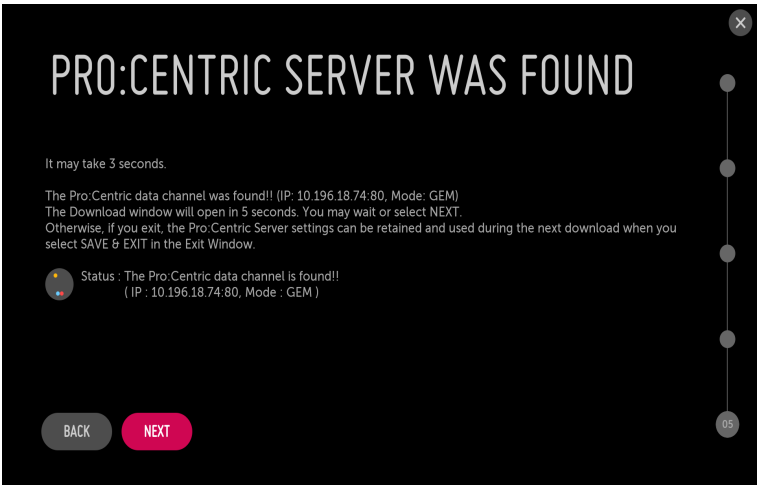 PRO:CENTRIC SERVER WAS FOUND
It may take 3 seconds.
The Pro:Centric data channel was found!! (IP: 10.196.18.74:80, Mode: GEM)
The Download window will open in 5 seconds. You may wait or select NEXT.
Otherwise, if you exit, the Pro:Centric Server settings can be retained and used during the next download when you
select SAVE & EXIT in the Exit Window.
Status : The Pro:Centric data channel is found!!
( IP : 10.196.18.74:80, Mode : GEM )
BACK
NEXT
05